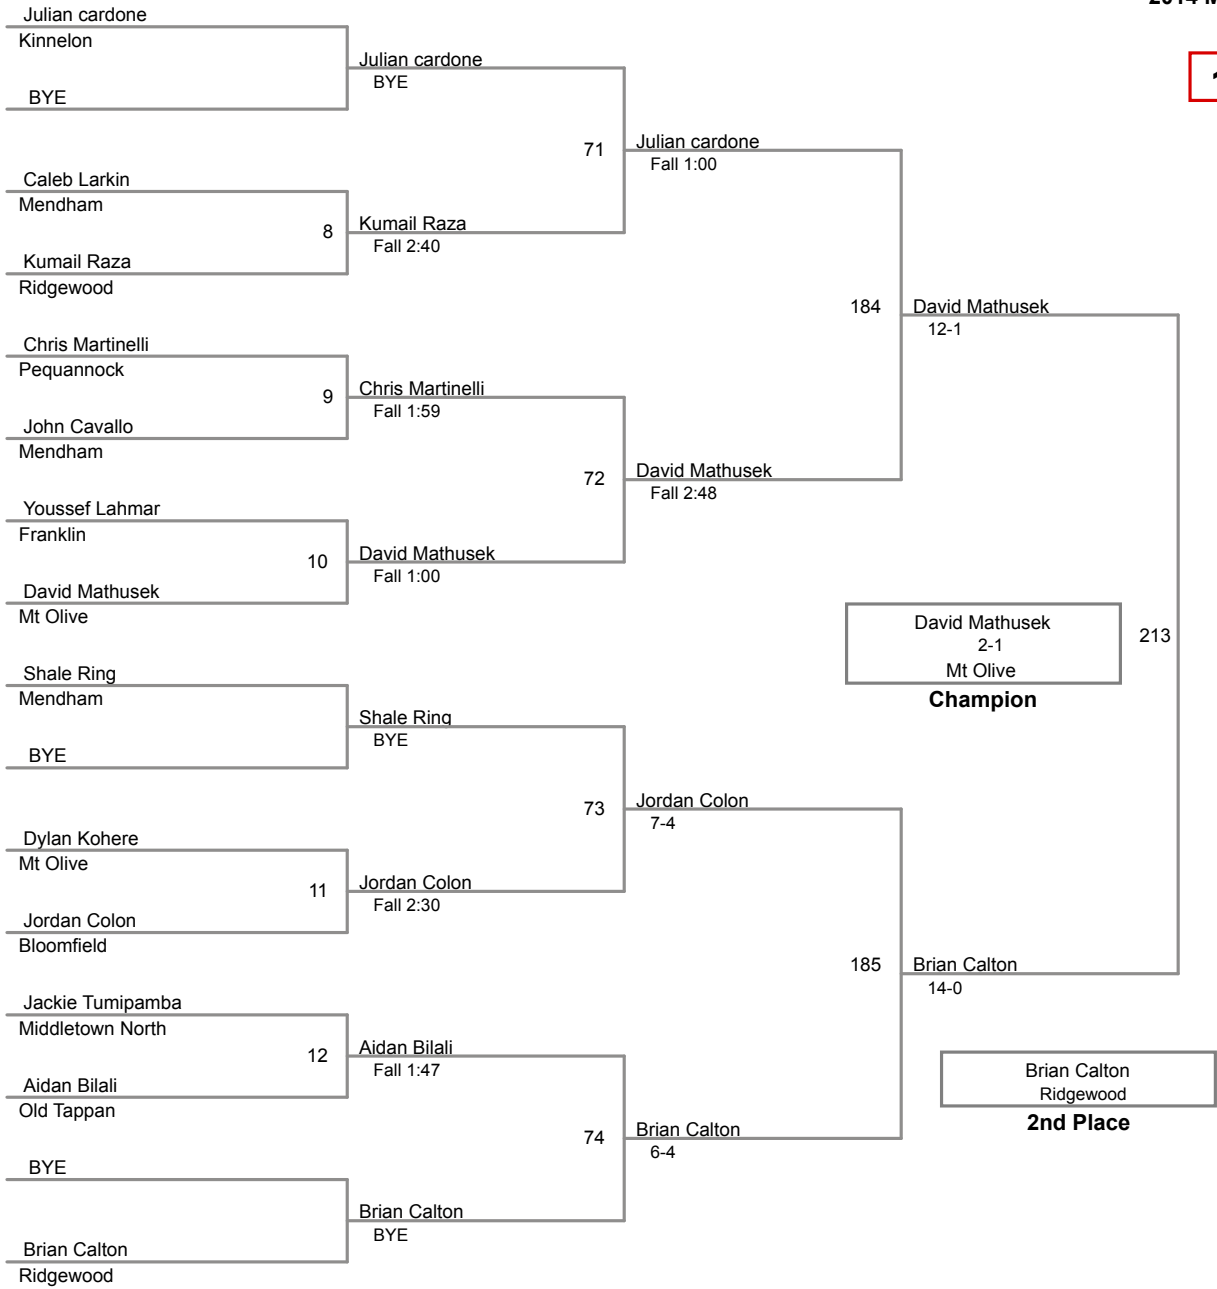 2014 M
Julian cardone
Kinnelon
BYE
Julian cardone
BYE
71
Julian cardone
Fall 1:00
Caleb Larkin
Mendham
8
Kumail Raza
Fall 2:40
Kumail Raza
Ridgewood
184
David Mathusek
12-1
Chris Martinelli
Pequannock
9
Chris Martinelli
Fall 1:59
John Cavallo
Mendham
72
David Mathusek
Fall 2:48
Youssef Lahmar
Franklin
10
David Mathusek
Fall 1:00
David Mathusek
Mt Olive
David Mathusek
2-1
Mt Olive
Champion
213
Shale Ring
Mendham
Shale Ring
BYE
BYE
73
Jordan Colon
7-4
Dylan Kohere
Mt Olive
11
Jordan Colon
Fall 2:30
Jordan Colon
Bloomfield
185
Brian Calton
14-0
Jackie Tumipamba
Middletown North
12
Aidan Bilali
Fall 1:47
Aidan Bilali
Old Tappan
Brian Calton
Ridgewood
2nd Place
74
Brian Calton
6-4
BYE
Brian Calton
BYE
Brian Calton
Ridgewood